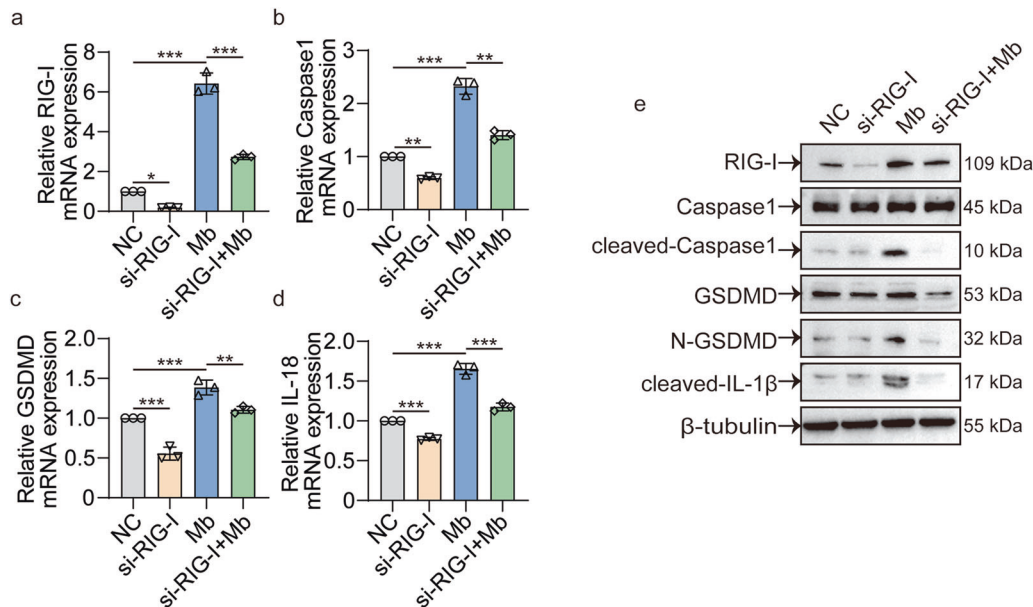 a
Relative RIG-I
mRNA expression
8
6
4
2
0
***
***
*
NC
si-RIG-I
Mb
si-RIG-I+Mb
b
Relative Caspase1
mRNA expression
3
2
1
0
***
**
**
NC
si-RIG-I
Mb
si-RIG-I+Mb
c
Relative GSDMD
mRNA expression
2.0
1.5
1.0
0.5
0
***
**
***
NC
si-RIG-I
Mb
si-RIG-I+Mb
d
Relative IL-18
mRNA expression
2.0
1.5
1.0
0.5
0
***
***
***
NC
si-RIG-I
Mb
si-RIG-I+Mb
e
NC si-RIG-I Mb si-RIG-I+Mb
RIG-I 109 kDa
Caspase1 45 kDa
cleaved-Caspase1 10 kDa
GSDMD 53 kDa
N-GSDMD 32 kDa
cleaved-IL-1β 17 kDa
β-tubulin 55 kDa